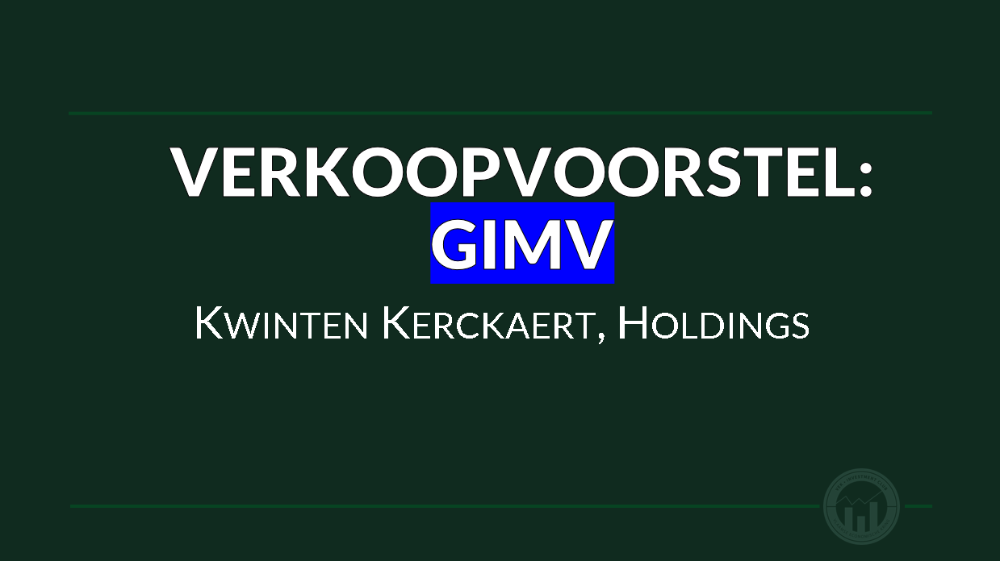 VERKOOPVOORSTEL:
GIMV
KWINTEN KERCKAERT, HOLDINGS